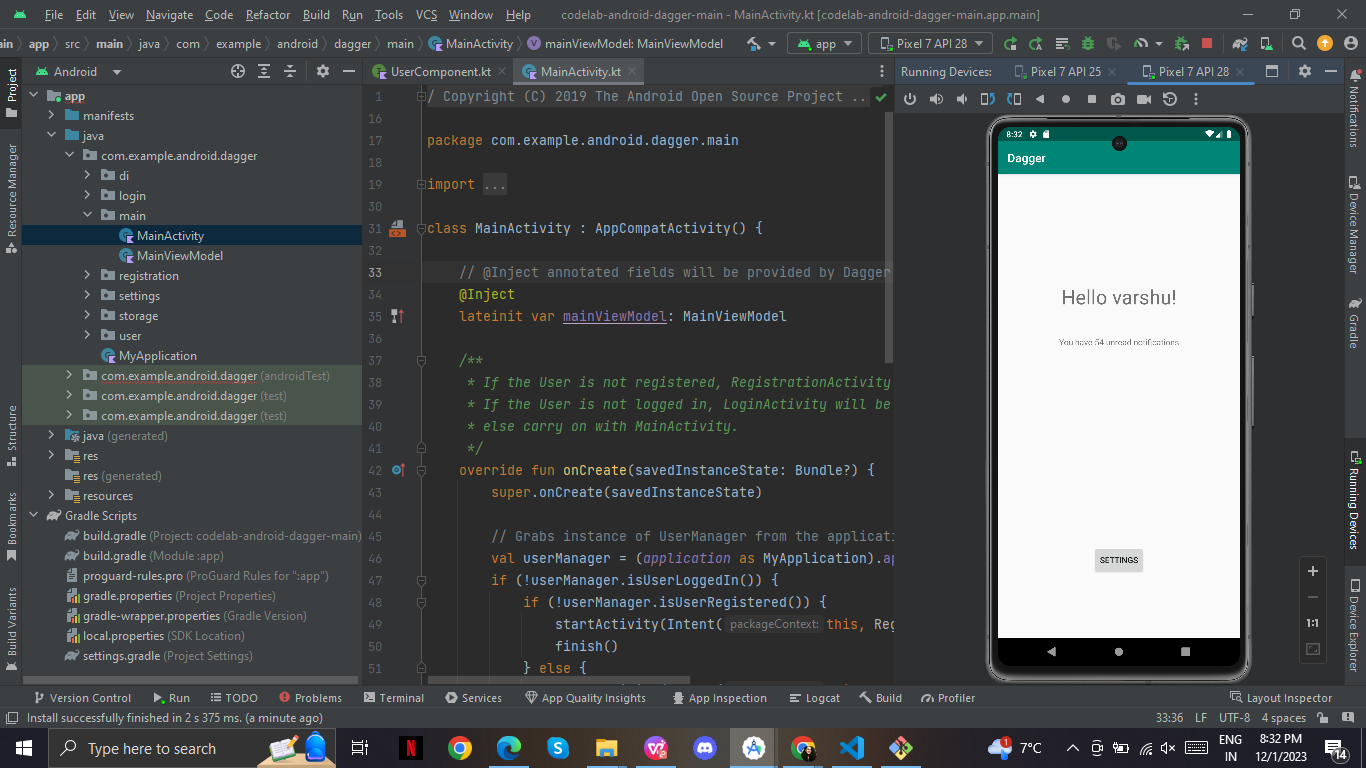 File Edit View Navigate Code Refactor Build Run Tools VCS Window Help codelab-android-dagger-main - MainActivity.kt [codelab-android-dagger-main.app.main]
ain app src main java com example android dagger main MainActivity mainViewModel: MainViewModel app Pixel 7 API 28
Android
UserComponent.kt MainActivity.kt
Running Devices: Pixel 7 API 25 Pixel 7 API 28
Project
Resource Manager
Structure
Bookmarks
Build Variants
app
manifests
java
com.example.android.dagger
di
login
main
MainActivity
MainViewModel
registration
settings
storage
user
MyApplication
com.example.android.dagger (androidTest)
com.example.android.dagger (test)
com.example.android.dagger (test)
java (generated)
res
res (generated)
resources
Gradle Scripts
build.gradle (Project: codelab-android-dagger-main)
build.gradle (Module :app)
proguard-rules.pro (ProGuard Rules for ":app")
gradle.properties (Project Properties)
gradle-wrapper.properties (Gradle Version)
local.properties (SDK Location)
settings.gradle (Project Settings)
1 / Copyright (C) 2019 The Android Open Source Project ..
16
17 package com.example.android.dagger.main
18
19 import ...
30
31 class MainActivity : AppCompatActivity() {
32
33 // @Inject annotated fields will be provided by Dagger
34 @Inject
35 lateinit var mainViewModel: MainViewModel
36
37 /**
38 * If the User is not registered, RegistrationActivity
39 * If the User is not logged in, LoginActivity will be
40 * else carry on with MainActivity.
41 */
42 override fun onCreate(savedInstanceState: Bundle?) {
43 super.onCreate(savedInstanceState)
44
45 // Grabs instance of UserManager from the applicati
46 val userManager = (application as MyApplication).ap
47 if (!userManager.isUserLoggedIn()) {
48 if (!userManager.isUserRegistered()) {
49 startActivity(Intent( packageContext: this, Reg
50 finish()
51 } else {
8:32
Dagger
Hello varshu!
You have 54 unread notifications
SETTINGS
1:1
Notifications
Device Manager
Gradle
Running Devices
Device Explorer
Version Control Run TODO Problems Terminal Services App Quality Insights App Inspection Logcat Build Profiler Layout Inspector
Install successfully finished in 2 s 375 ms. (a minute ago) 33:36 LF UTF-8 4 spaces
Type here to search
1 7°C
ENG
IN
8:32 PM
12/1/2023
14